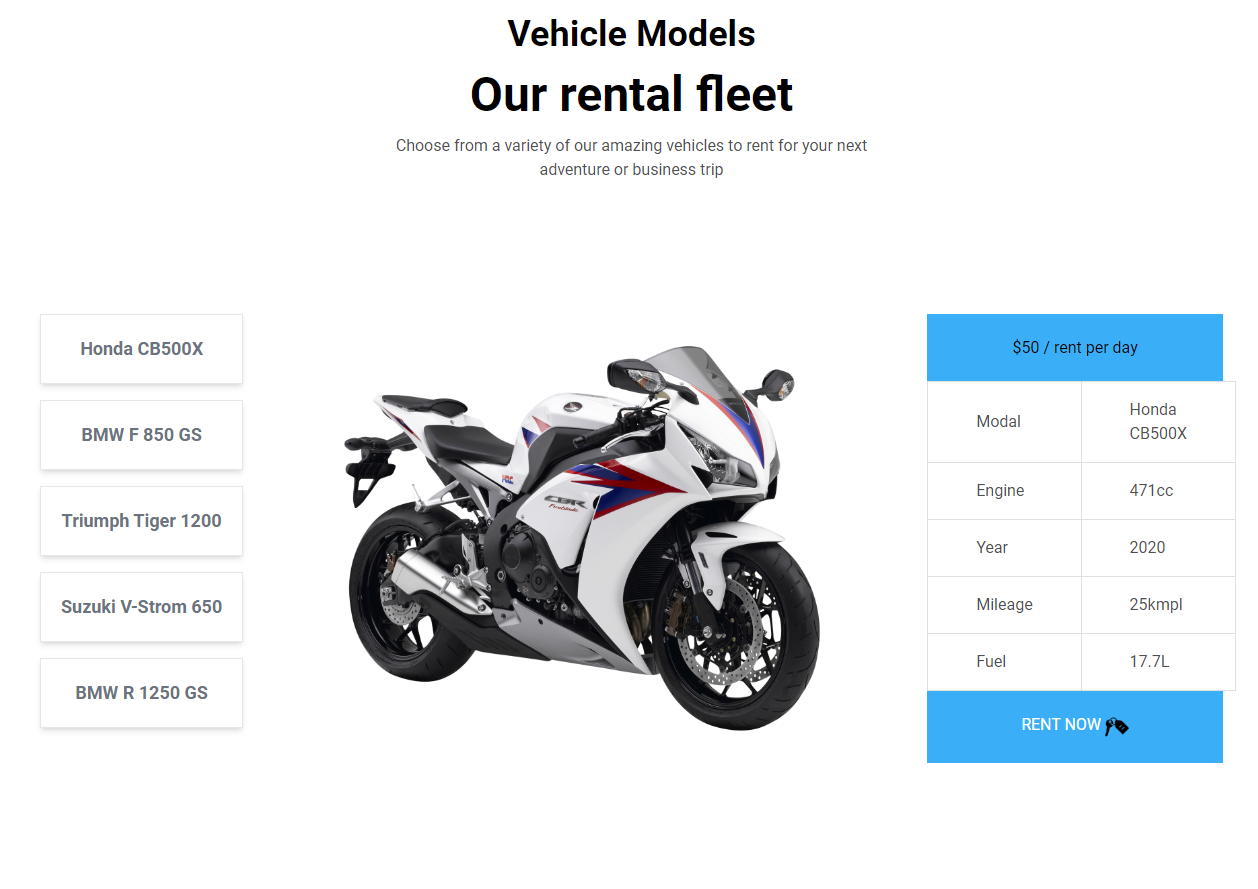 Vehicle Models
Our rental fleet
Choose from a variety of our amazing vehicles to rent for your next
adventure or business trip
Honda CB500X
BMW F 850 GS
Triumph Tiger 1200
Suzuki V-Strom 650
BMW R 1250 GS
CBR
Fireblade
$50 / rent per day
Modal
Honda
CB500X
Engine
471cc
Year
2020
Mileage
25kmpl
Fuel
17.7L
RENT NOW